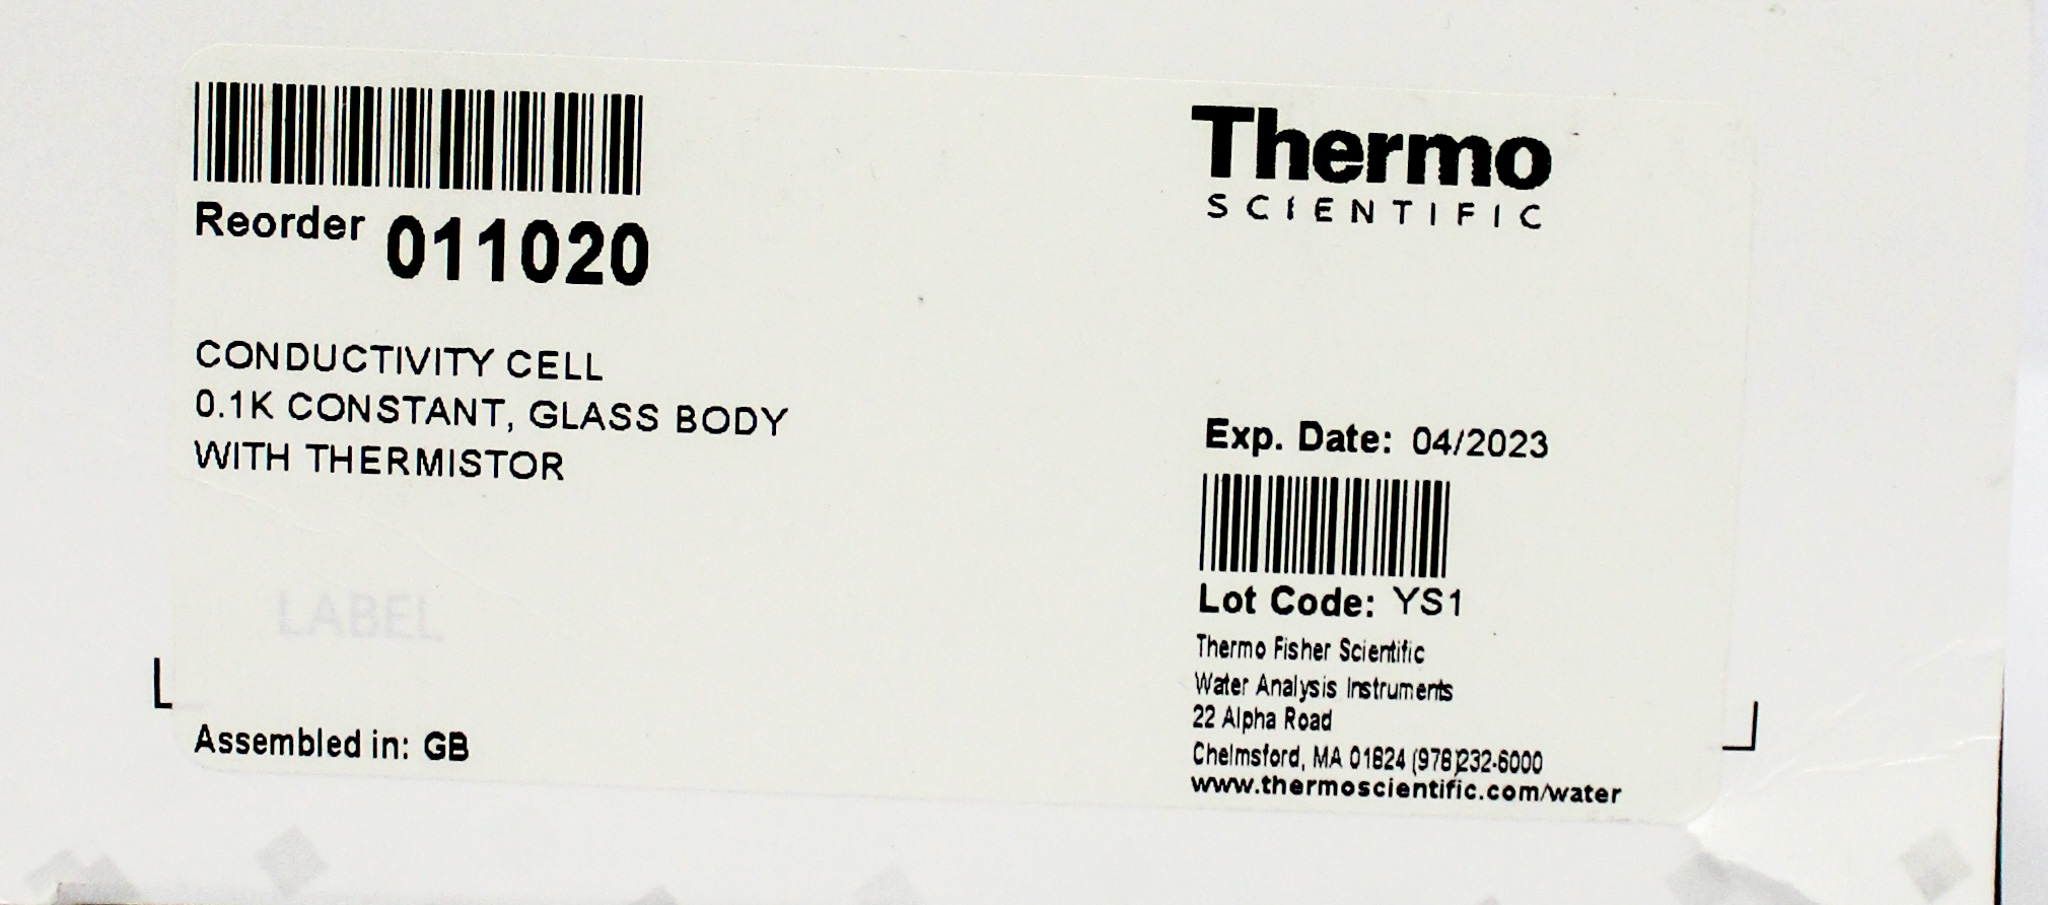 Reorder 011020
CONDUCTIVITY CELL
0.1K CONSTANT, GLASS BODY
WITH THERMISTOR
LABEL
Assembled in: GB
Thermo
SCIENTIFIC
Exp. Date: 04/2023
Lot Code: YS1
Thermo Fisher Scientific
Water Analysis Instruments
22 Alpha Road
Chelmsford, MA 01824 (978)232-6000
www.thermoscientific.com/water